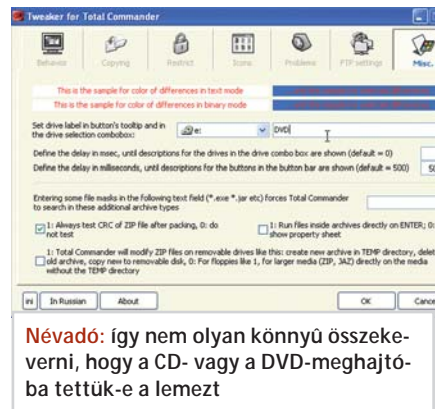 Tweaker for Total Commander
Behavior Copying Restrict Icons Problems FTP settings Misc.
This is the sample for color of differences in text mode
This is the sample for color of differences in binary mode
Set drive label in button's tooltip and in
the drive selection combobox:
e:
DVD
Define the delay in msec, until descriptions for the drives in the drive combo box are shown (default = 0)
Define the delay in milliseconds, until descriptions for the buttons in the button bar are shown (default = 500)
Entering some file masks in the following text field (*.exe *.jar etc) forces Total Commander
to search in these additional archive types
1: Always test CRC of ZIP file after packing, 0: do
not test
1: Run files inside archives directly on ENTER; 0:
show property sheet
1: Total Commander will modify ZIP files on removable drives like this: create new archive in TEMP directory, delet
old archive, copy new to removable disk, 0: For floppies like 1, for larger media (ZIP, JAZ) directly on the media
without the TEMP directory
ini In Russian About OK Cance
Névadó: így nem olyan könnyû összeke-
verni, hogy a CD- vagy a DVD-meghajtó-
ba tettük-e a lemezt